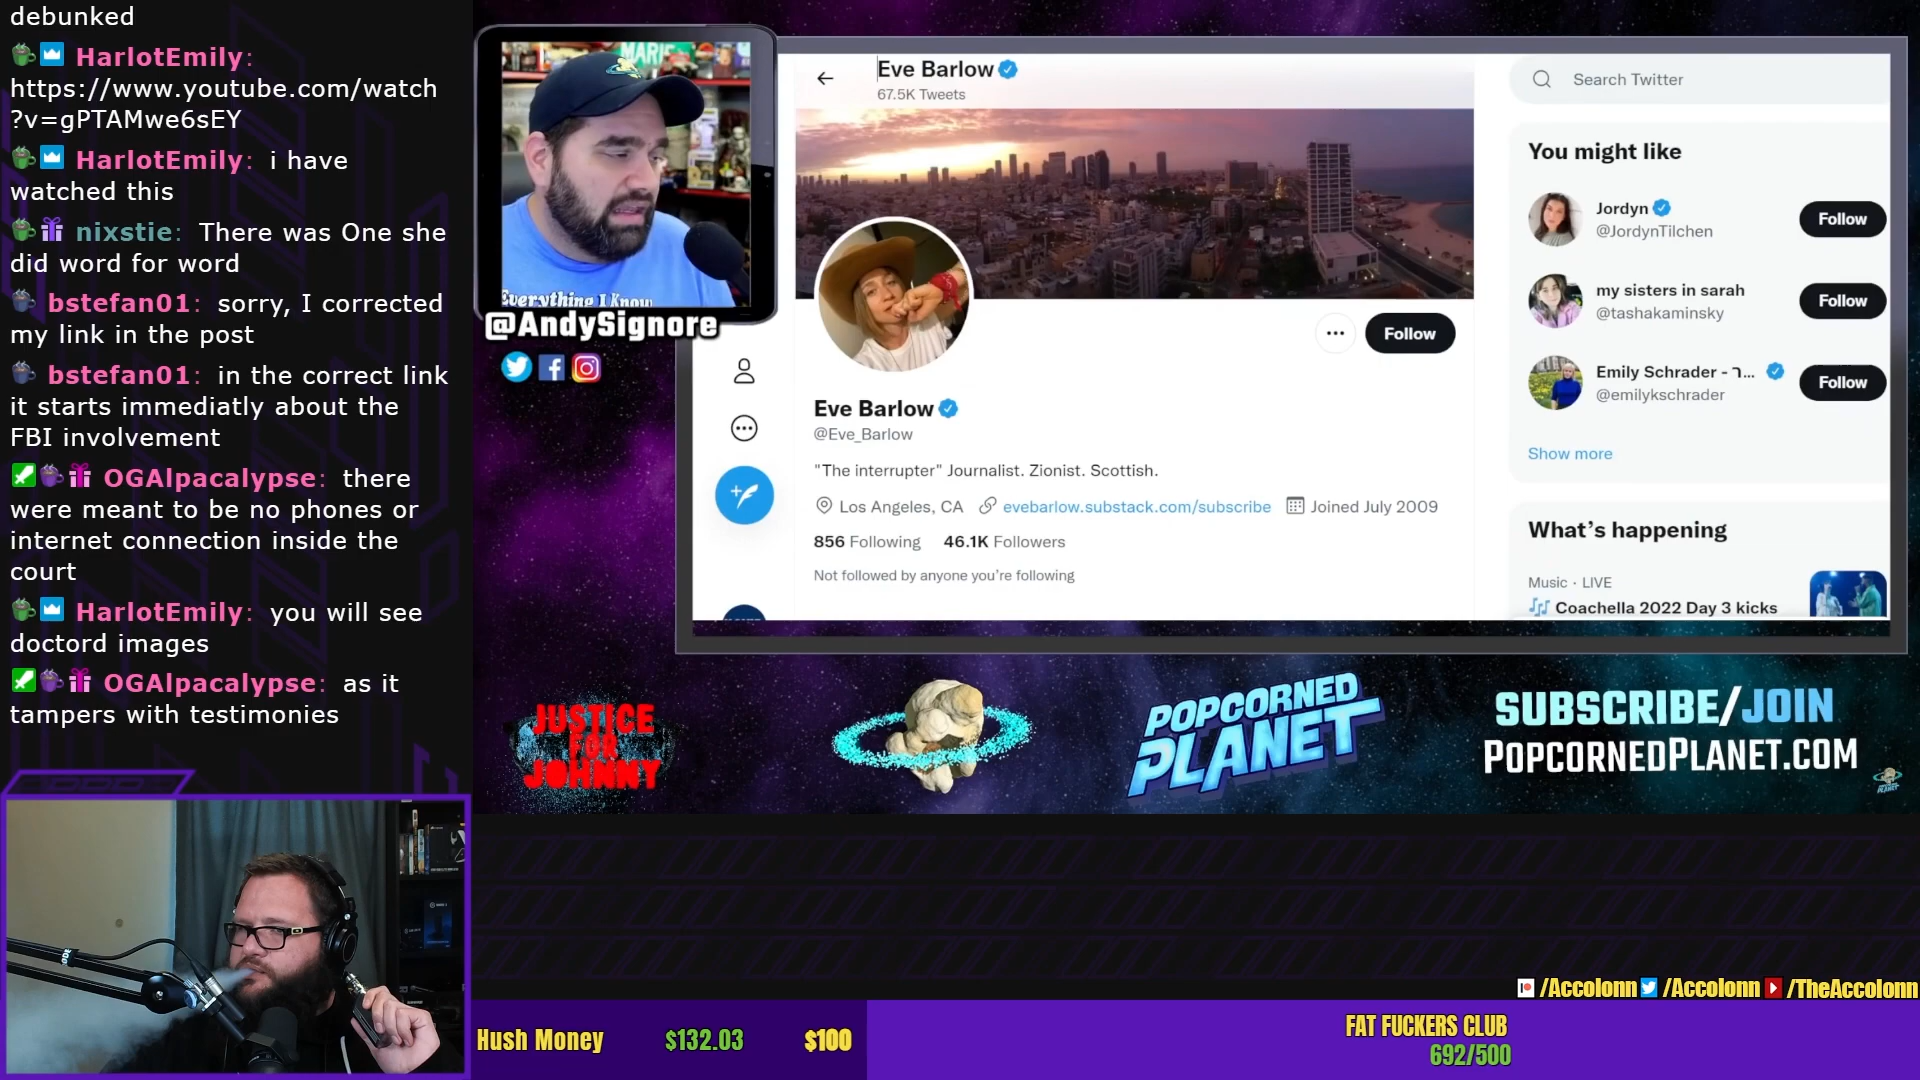 debunked
HarlotEmily:
https://www.youtube.com/watch
?v=gPTAMwe6sEY
HarlotEmily: i have
watched this
nixstie: There was One she
did word for word
bstefan01: sorry, I corrected
my link in the post
bstefan01: in the correct link
it starts immediatly about the
FBI involvement
OGAlpacalypse: there
were meant to be no phones or
internet connection inside the
court
HarlotEmily: you will see
doctord images
OGAlpacalypse: as it
tampers with testimonies
Everything I Know
@AndySignore
Eve Barlow
67.5K Tweets
Eve Barlow
@Eve_Barlow
"The interrupter" Journalist. Zionist. Scottish.
Los Angeles, CA evebarlow.substack.com/subscribe Joined July 2009
856 Following 46.1K Followers
Not followed by anyone you're following
Follow
Search Twitter
You might like
Jordyn
@JordynTilchen
Follow
my sisters in sarah
@tashakaminsky
Follow
Emily Schrader - ר...
@emilykschrader
Follow
Show more
What's happening
Music · LIVE
Coachella 2022 Day 3 kicks
JUSTICE
FOR
JOHNNY
POPCORNED
PLANET
SUBSCRIBE/JOIN
POPCORNEDPLANET.COM
/Accolonn /Accolonn /TheAccolonn
Hush Money $132.03 $100
FAT FUCKERS CLUB
692/500